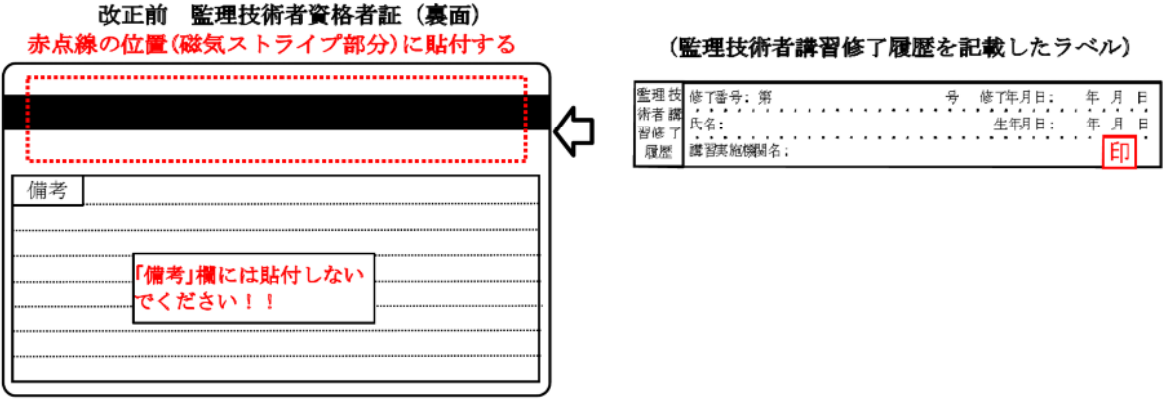 改正前　監理技術者資格者証（裏面）
赤点線の位置(磁気ストライプ部分)に貼付する
備考
「備考」欄には貼付しない
でください！！
（監理技術者講習修了履歴を記載したラベル）
監理技
術者講
習修了
履歴
修了番号：第　　　号　修了年月日：　年　月　日
氏名：　　　生年月日：　年　月　日
講習実施機関名：
印